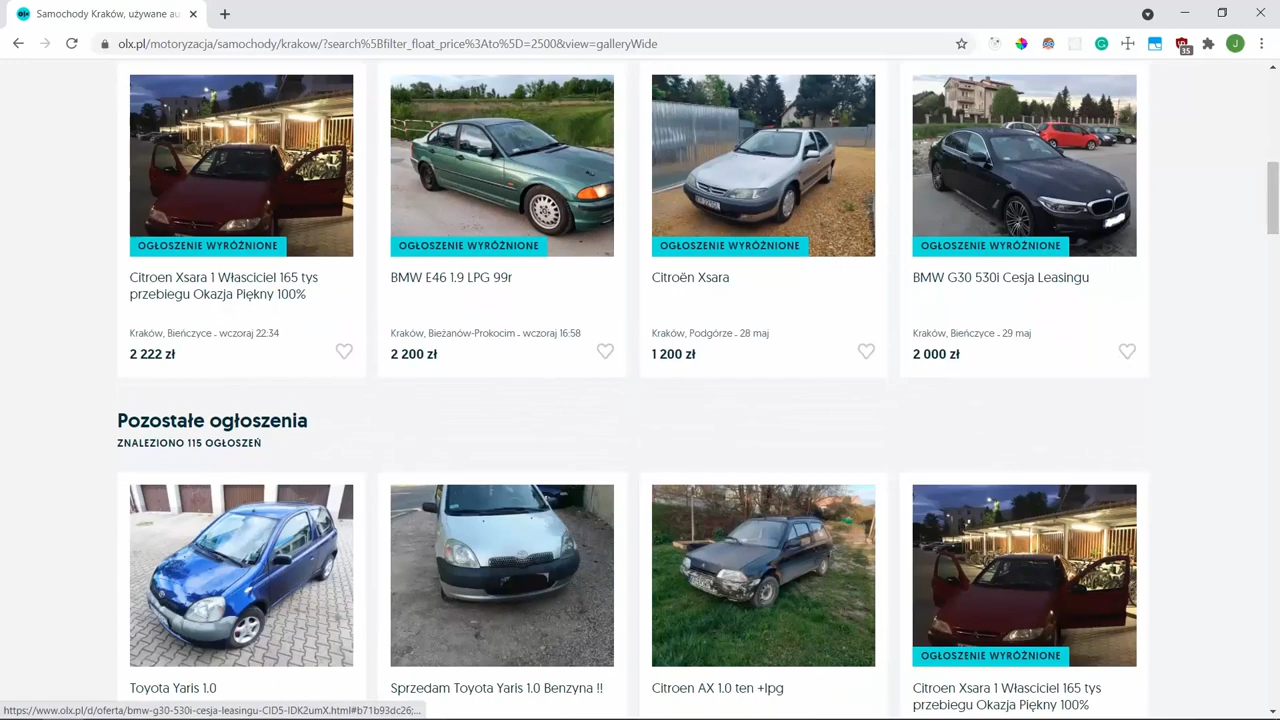 Samochody Kraków, używane au
olx.pl/motoryzacja/samochody/krakow/?search%5Bfilter_float_price%3Ato%5D=2500&view=galleryWide
35
J
OGŁOSZENIE WYRÓŻNIONE
OGŁOSZENIE WYRÓŻNIONE
OGŁOSZENIE WYRÓŻNIONE
OGŁOSZENIE WYRÓŻNIONE
Citroen Xsara 1 Własciciel 165 tys
przebiegu Okazja Piękny 100%
Kraków, Bieńczyce - wczoraj 22:34
2 222 zł
BMW E46 1.9 LPG 99r
Kraków, Bieżanów-Prokocim - wczoraj 16:58
2 200 zł
Citroën Xsara
Kraków, Podgórze - 28 maj
1 200 zł
BMW G30 530i Cesja Leasingu
Kraków, Bieńczyce - 29 maj
2 000 zł
Pozostałe ogłoszenia
ZNALEZIONO 115 OGŁOSZEŃ
OGŁOSZENIE WYRÓŻNIONE
Toyota Yaris 1.0
Sprzedam Toyota Yaris 1.0 Benzyna !!
Citroen AX 1.0 ten +lpg
Citroen Xsara 1 Własciciel 165 tys
przebiegu Okazja Piękny 100%
https://www.olx.pl/d/oferta/bmw-g30-530i-cesja-leasingu-CID5-IDK2umX.html#b71b93dc26;...